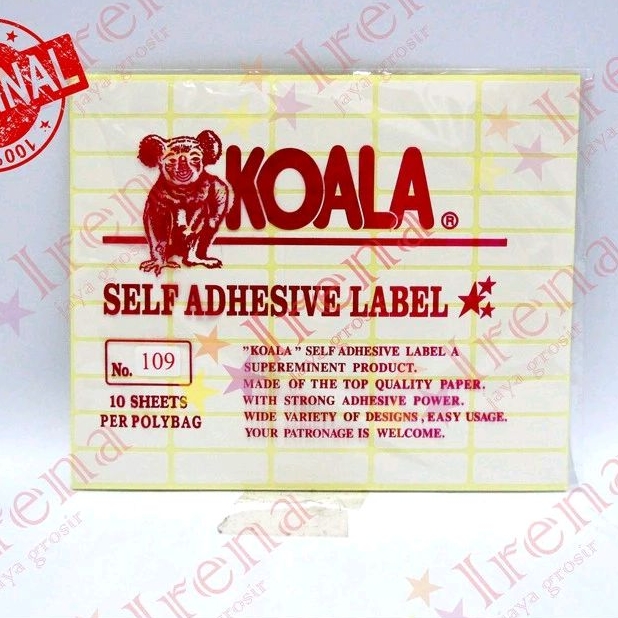 ORIGINAL
100%
KOALA ®
SELF ADHESIVE LABEL
No. 109
10 SHEETS
PER POLYBAG
"KOALA" SELF ADHESIVE LABEL A
SUPEREMINENT PRODUCT.
MADE OF THE TOP QUALITY PAPER.
WITH STRONG ADHESIVE POWER.
WIDE VARIETY OF DESIGNS , EASY USAGE.
YOUR PATRONAGE IS WELCOME.
Irena
jaya grosir